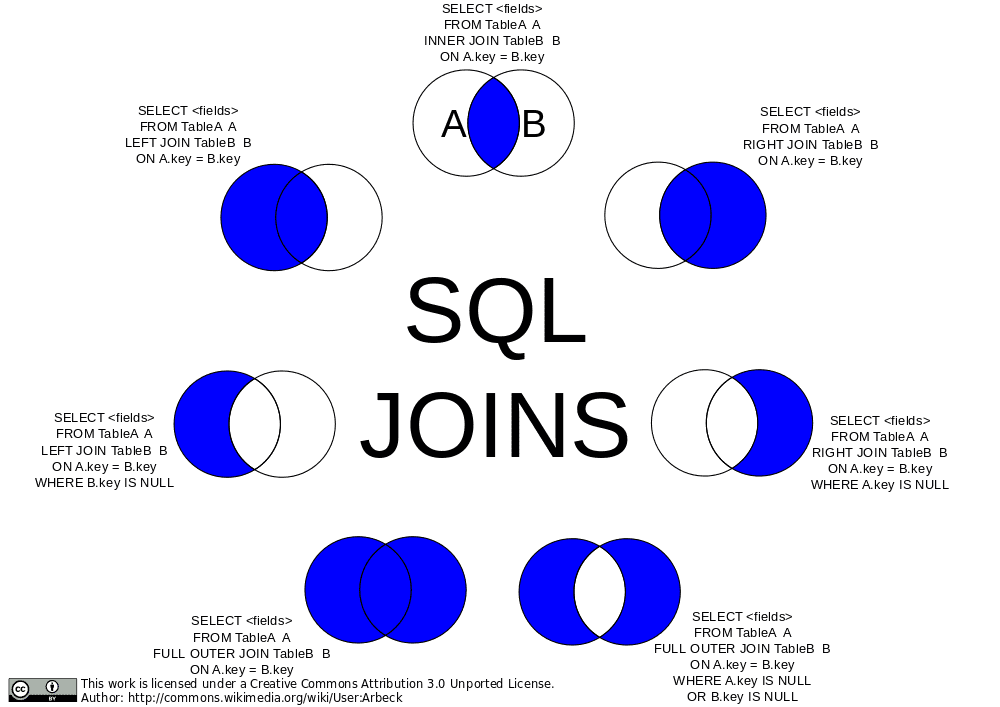 SELECT <fields>
FROM TableA A
INNER JOIN TableB B
ON A.key = B.key
A B
SELECT <fields>
FROM TableA A
LEFT JOIN TableB B
ON A.key = B.key
SELECT <fields>
FROM TableA A
RIGHT JOIN TableB B
ON A.key = B.key
SQL
JOINS
SELECT <fields>
FROM TableA A
LEFT JOIN TableB B
ON A.key = B.key
WHERE B.key IS NULL
SELECT <fields>
FROM TableA A
RIGHT JOIN TableB B
ON A.key = B.key
WHERE A.key IS NULL
SELECT <fields>
FROM TableA A
FULL OUTER JOIN TableB B
ON A.key = B.key
SELECT <fields>
FROM TableA A
FULL OUTER JOIN TableB B
ON A.key = B.key
WHERE A.key IS NULL
OR B.key IS NULL
cc
BY
This work is licensed under a Creative Commons Attribution 3.0 Unported License.
Author: http://commons.wikimedia.org/wiki/User:Arbeck